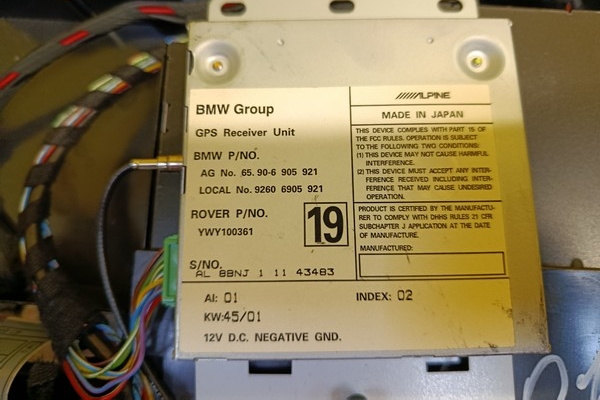 BMW Group
GPS Receiver Unit
BMW P/NO.
AG No. 65. 90-6 905 921
LOCAL No. 9260 6905 921
ROVER P/NO.
YWY100361
19
S/NO.
AL BBNJ 1 11 43483
ALPINE
MADE IN JAPAN
THIS DEVICE COMPLIES WITH PART 15 OF
THE FCC RULES. OPERATION IS SUBJECT
TO THE FOLLOWING TWO CONDITIONS:
(1) THIS DEVICE MAY NOT CAUSE HARMFUL
INTERFERENCE.
(2) THIS DEVICE MUST ACCEPT ANY INTER-
FERENCE RECEIVED INCLUDING INTER-
FERENCE THAT MAY CAUSE UNDESIRED
OPERATION.
PRODUCT IS CERTIFIED BY THE MANUFACTU-
RER TO COMPLY WITH DHHS RULES 21 CFR
SUBCHAPTER J APPLICATION AT THE DATE
OF MANUFACTURE.
MANUFACTURED:
AI: 01
INDEX: 02
KW:45/01
12V D.C. NEGATIVE GND.